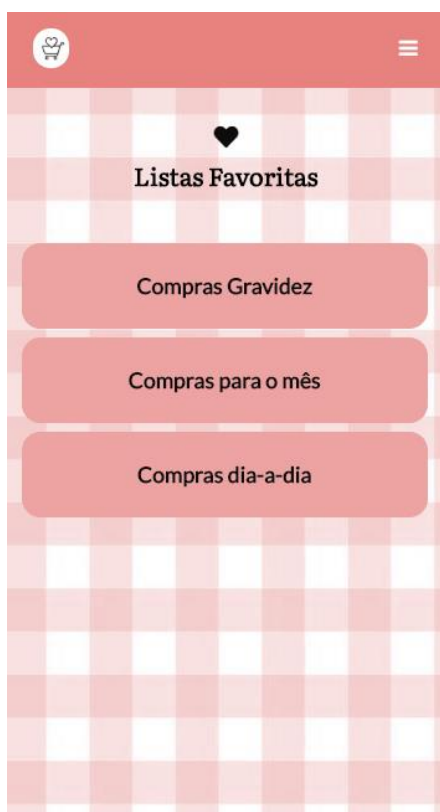 Listas Favoritas
Compras Gravidez
Compras para o mês
Compras dia-a-dia